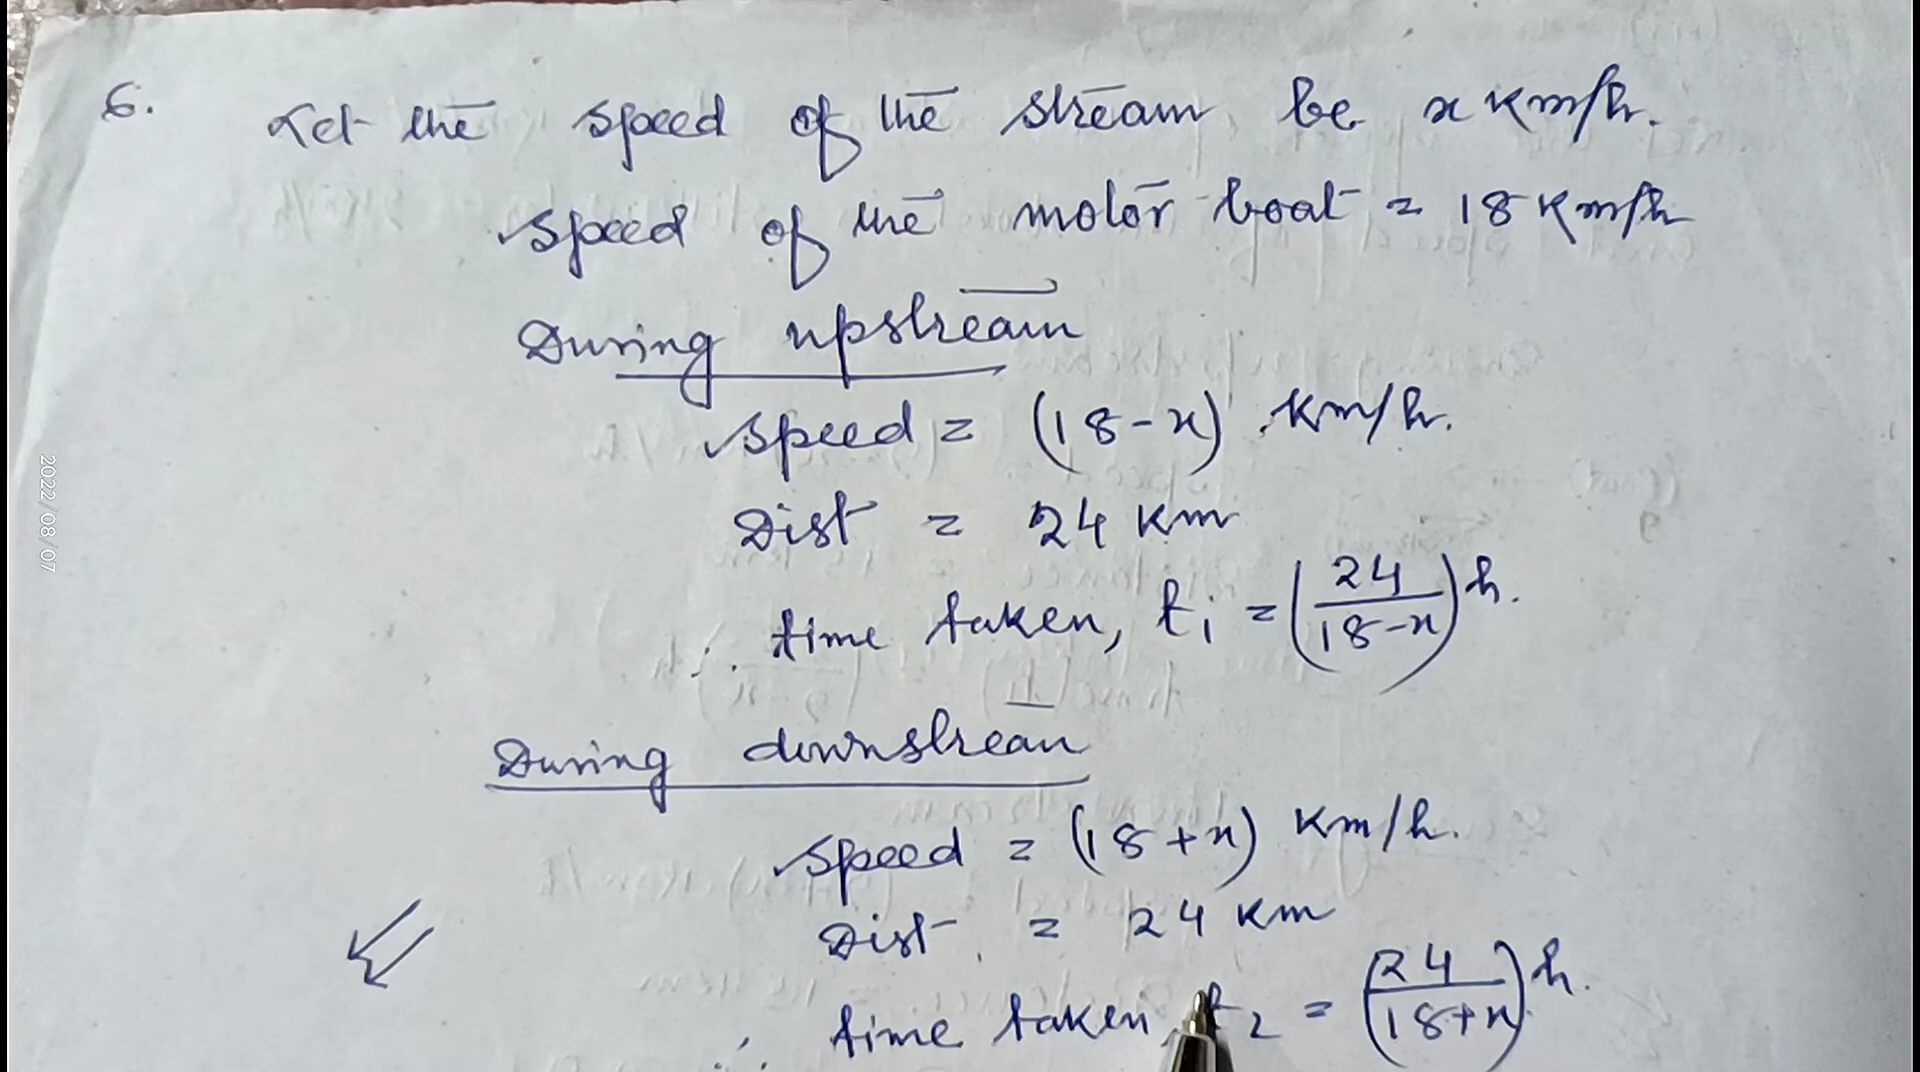 6. Let the speed of the stream be x km/h.
Speed of the motor boat = 18 km/h
During upstream
Speed = (18-x) km/h.
Dist = 24 km
∴ time taken, t₁ = (24/18-x) h.
During downstream
Speed = (18+x) km/h.
Dist. = 24 km
∴ time taken, t₂ = (24/18+x) h.
2022/08/07